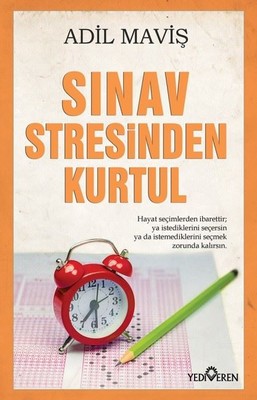 ADİL MAVİŞ
SINAV
STRESİNDEN
KURTUL
Hayat seçimlerden ibarettir;
ya istediklerini seçersin
ya da istemediklerini seçmek
zorunda kalırsın.
YEDİVEREN